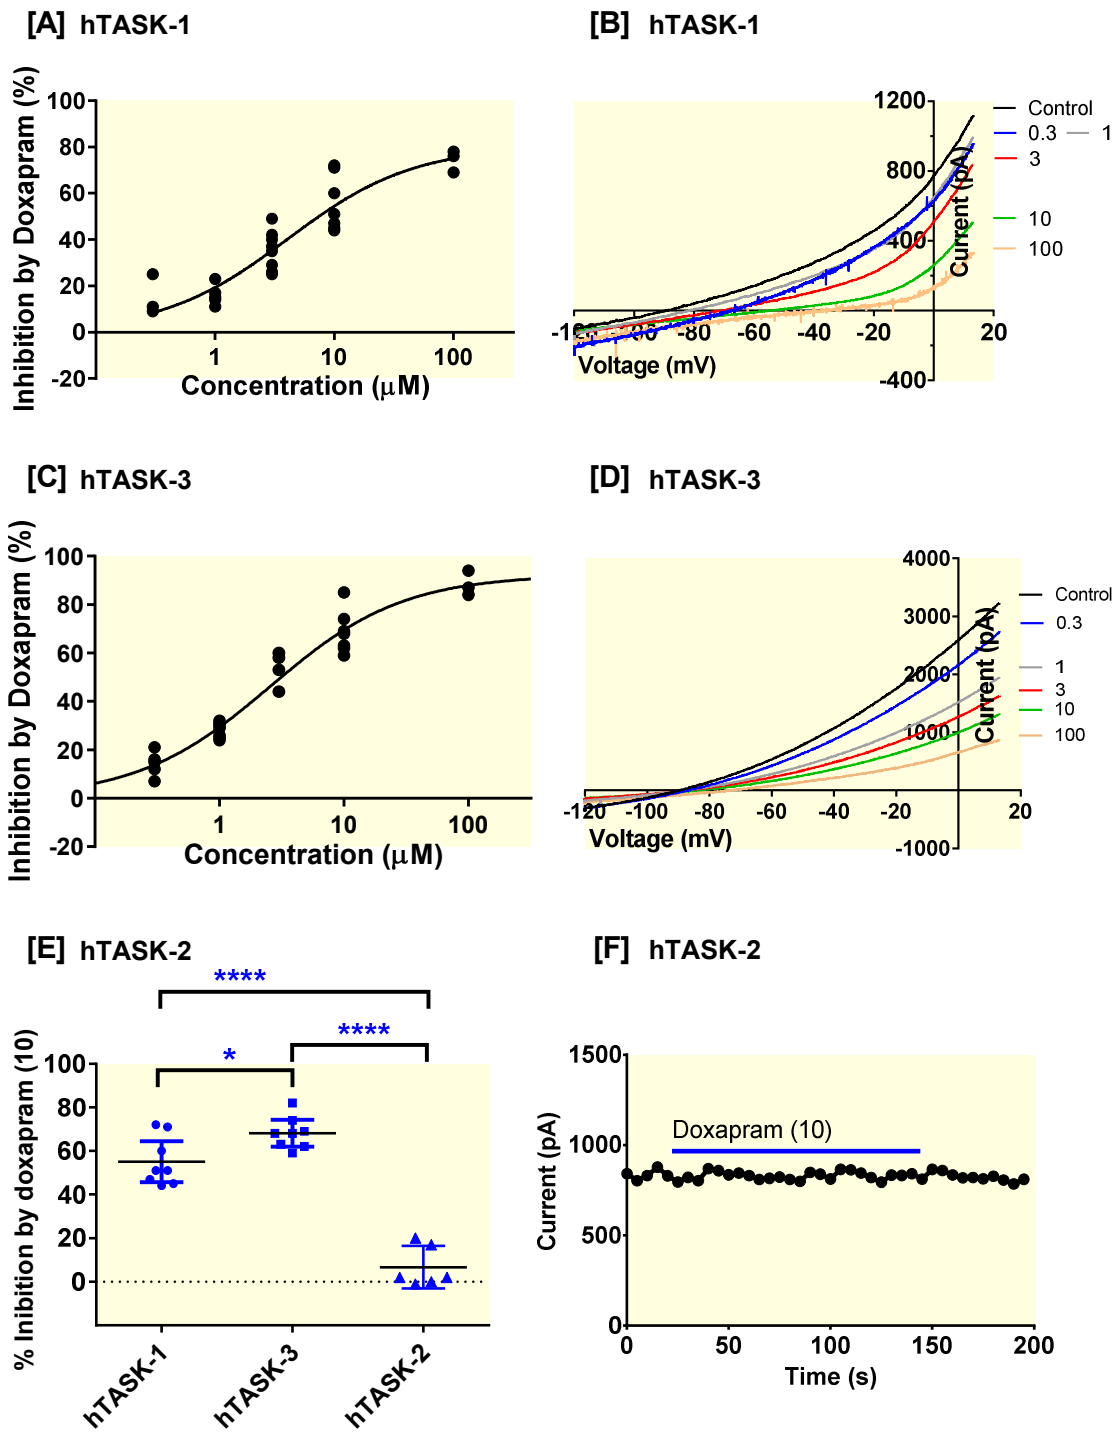 [A] hTASK-1
Inhibition by Doxapram (%)
100
80
60
40
20
0
-20
1 10 100
Concentration (μM)
[B] hTASK-1
1200
800
400
-400
Current (pA)
-120 -100 -80 -60 -40 -20 20
Voltage (mV)
Control
0.3 1
3
10
100
[C] hTASK-3
Inhibition by Doxapram (%)
100
80
60
40
20
0
-20
1 10 100
Concentration (μM)
[D] hTASK-3
4000
3000
2000
1000
-1000
Current (pA)
-120 -100 -80 -60 -40 -20 20
Voltage (mV)
Control
0.3
1
3
10
100
[E] hTASK-2
****
****
*
% Inibition by doxapram (10)
100
80
60
40
20
0
hTASK-1
hTASK-3
hTASK-2
[F] hTASK-2
Current (pA)
1500
1000
500
0
Doxapram (10)
0 50 100 150 200
Time (s)